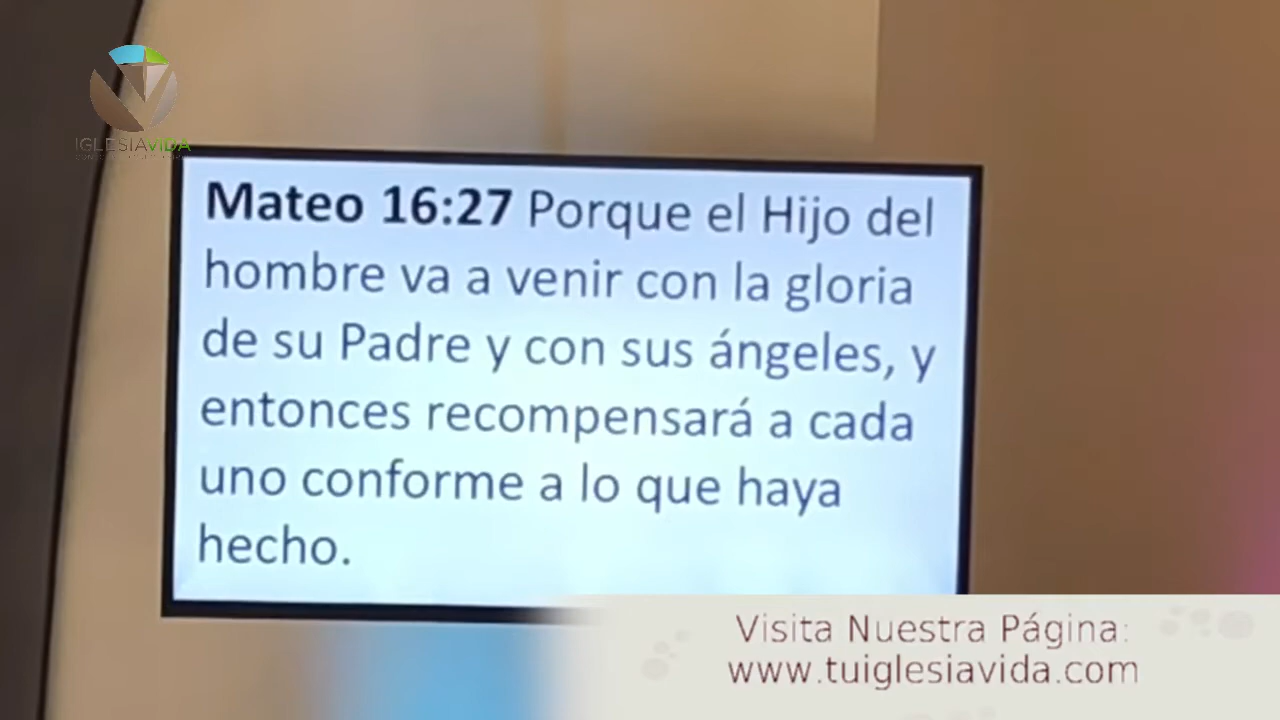 IGLESIAVIDA
Mateo 16:27 Porque el Hijo del
hombre va a venir con la gloria
de su Padre y con sus ángeles, y
entonces recompensará a cada
uno conforme a lo que haya
hecho.
Visita Nuestra Página:
www.tuiglesiavida.com